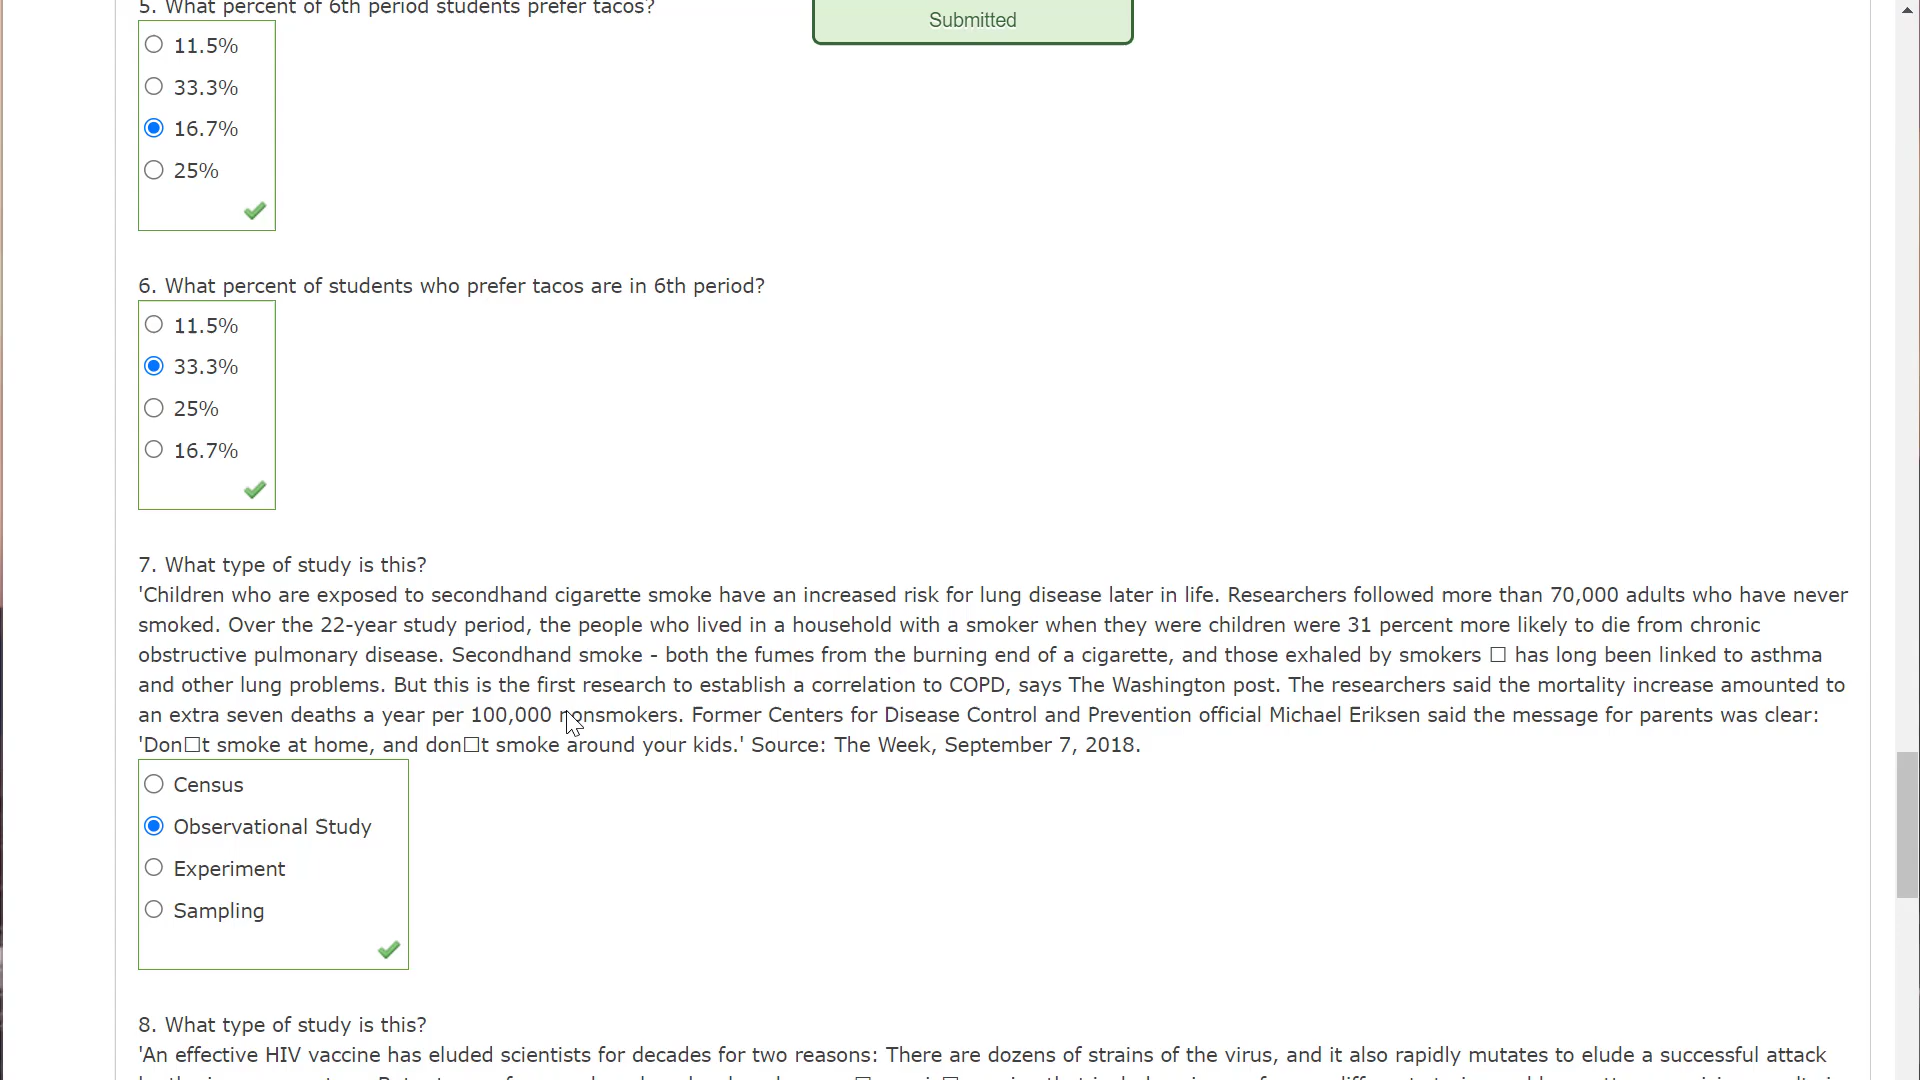 5. What percent of 6th period students prefer tacos?
Submitted
11.5%
33.3%
16.7%
25%
6. What percent of students who prefer tacos are in 6th period?
11.5%
33.3%
25%
16.7%
7. What type of study is this?
'Children who are exposed to secondhand cigarette smoke have an increased risk for lung disease later in life. Researchers followed more than 70,000 adults who have never
smoked. Over the 22-year study period, the people who lived in a household with a smoker when they were children were 31 percent more likely to die from chronic
obstructive pulmonary disease. Secondhand smoke - both the fumes from the burning end of a cigarette, and those exhaled by smokers □ has long been linked to asthma
and other lung problems. But this is the first research to establish a correlation to COPD, says The Washington post. The researchers said the mortality increase amounted to
an extra seven deaths a year per 100,000 nonsmokers. Former Centers for Disease Control and Prevention official Michael Eriksen said the message for parents was clear:
'Don□t smoke at home, and don□t smoke around your kids.' Source: The Week, September 7, 2018.
Census
Observational Study
Experiment
Sampling
8. What type of study is this?
'An effective HIV vaccine has eluded scientists for decades for two reasons: There are dozens of strains of the virus, and it also rapidly mutates to elude a successful attack